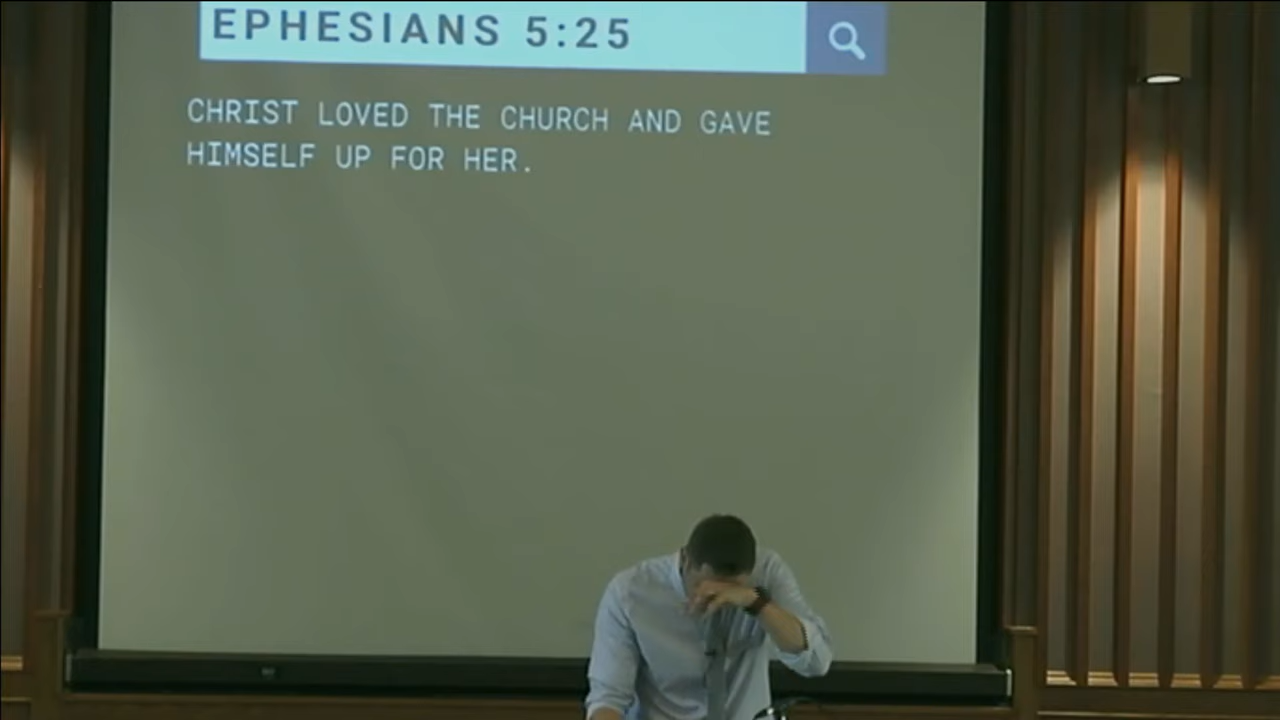 EPHESIANS 5:25
CHRIST LOVED THE CHURCH AND GAVE
HIMSELF UP FOR HER.